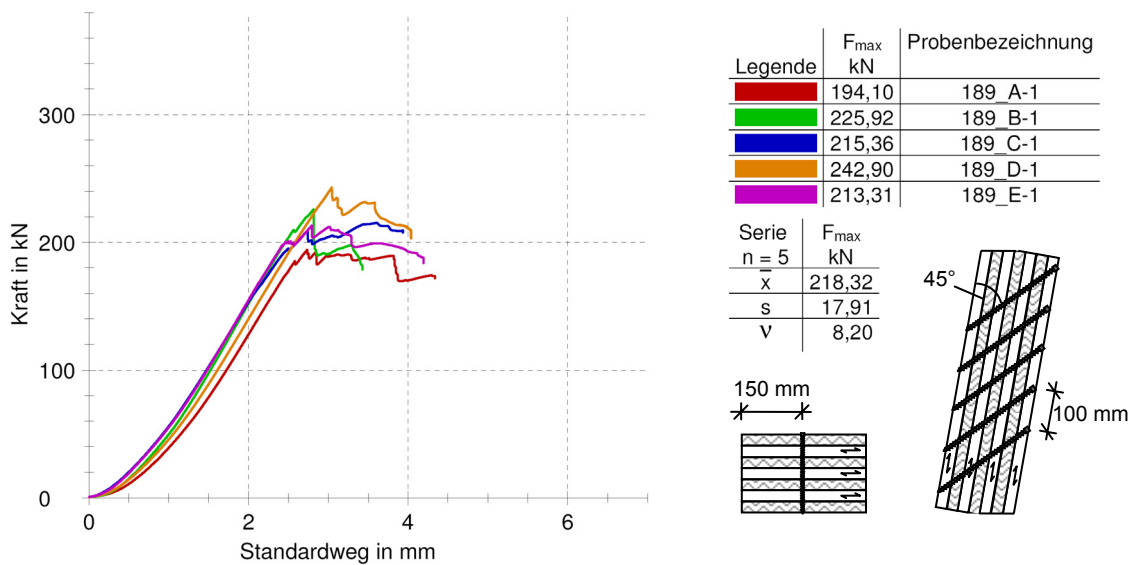 Kraft in kN
300
200
100
0
0
2
4
6
Standardweg in mm
Legende
Fmax
kN
Probenbezeichnung
194,10 189_A-1
225,92 189_B-1
215,36 189_C-1
242,90 189_D-1
213,31 189_E-1
Serie
n = 5
Fmax
kN
x̅ 218,32
s 17,91
ν 8,20
150 mm
45°
100 mm